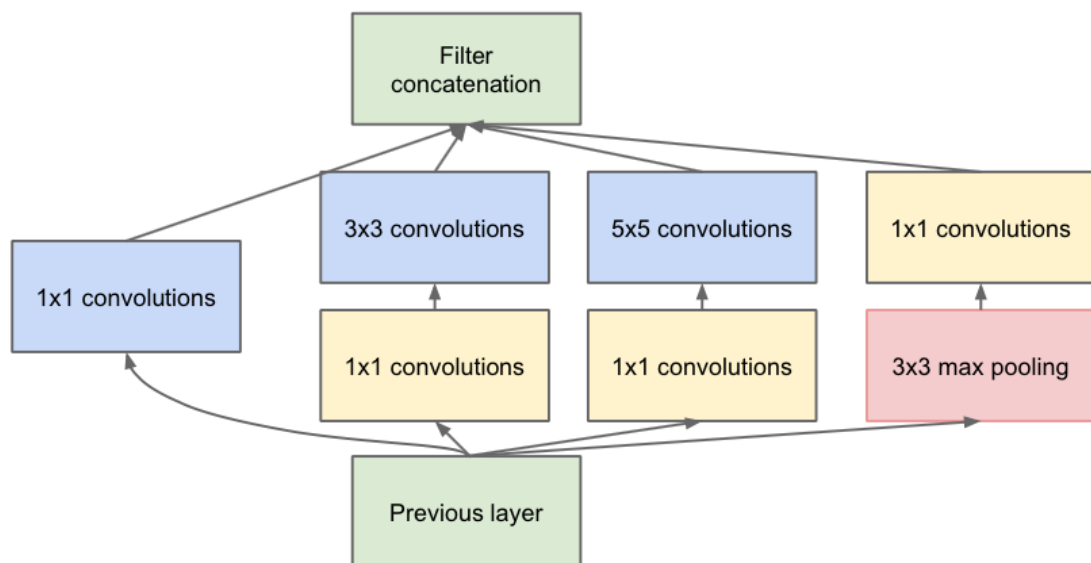 Filter
concatenation
3x3 convolutions
5x5 convolutions
1x1 convolutions
1x1 convolutions
1x1 convolutions
1x1 convolutions
3x3 max pooling
Previous layer